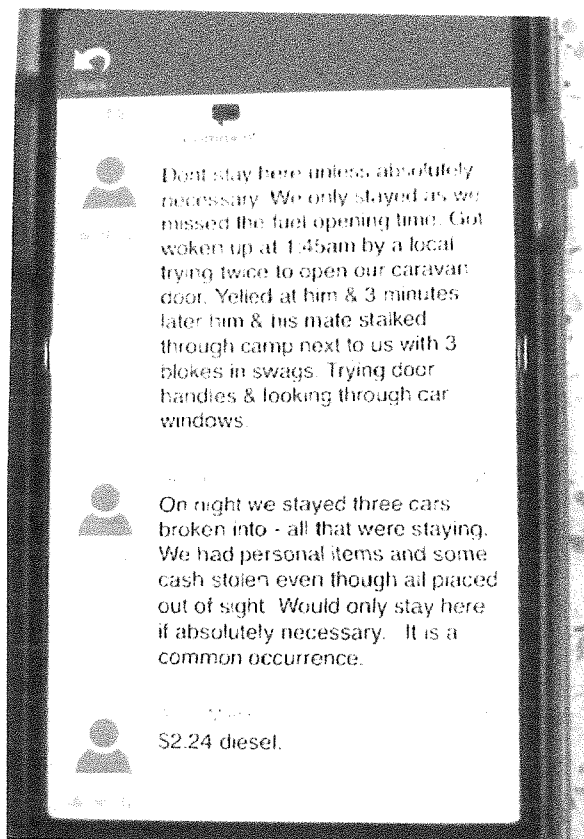 Back
comment
Dont stay here unless absolutely
necessary. We only stayed as we
missed the fuel opening time. Got
woken up at 1:45am by a local
trying twice to open our caravan
door. Yelled at him & 3 minutes
later him & his mate stalked
through camp next to us with 3
blokes in swags. Trying door
handles & looking through car
windows.
On night we stayed three cars
broken into - all that were staying.
We had personal items and some
cash stolen even though all placed
out of sight. Would only stay here
if absolutely necessary. It is a
common occurrence.
$2.24 diesel.